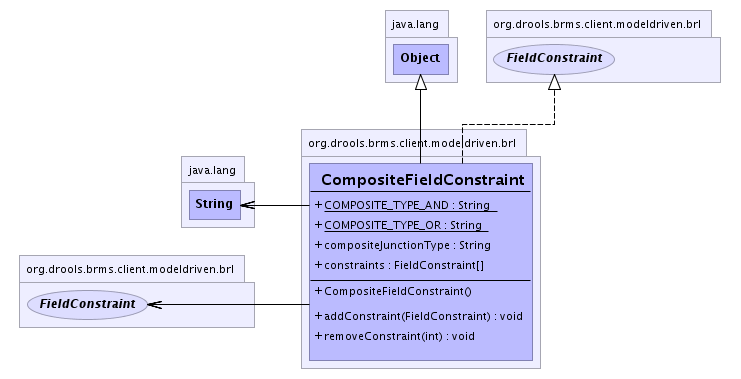 java.lang
Object
org.drools.brms.client.modeldriven.brl
FieldConstraint
org.drools.brms.client.modeldriven.brl
CompositeFieldConstraint
+ COMPOSITE_TYPE_AND : String
+ COMPOSITE_TYPE_OR : String
+ compositeJunctionType : String
+ constraints : FieldConstraint[]
+ CompositeFieldConstraint()
+ addConstraint(FieldConstraint) : void
+ removeConstraint(int) : void
java.lang
String
org.drools.brms.client.modeldriven.brl
FieldConstraint